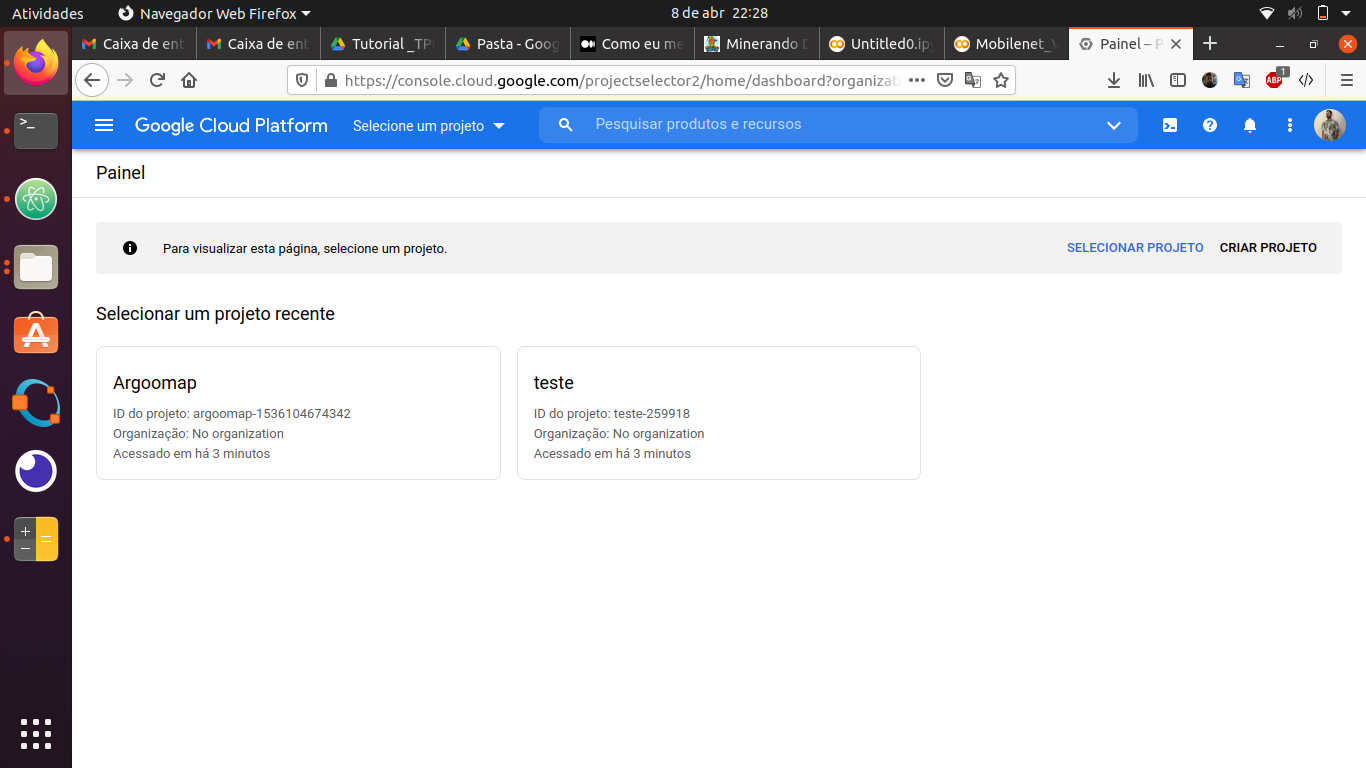 Atividades
Navegador Web Firefox
8 de abr 22:28
Caixa de ent
Caixa de ent
Tutorial _TP
Pasta - Goog
Como eu me
Minerando D
Untitled0.ipy
Mobilenet_V
Painel – P
https://console.cloud.google.com/projectselector2/home/dashboard?organizat
ABP
1
Google Cloud Platform
Selecione um projeto
Pesquisar produtos e recursos
Painel
Para visualizar esta página, selecione um projeto.
SELECIONAR PROJETO
CRIAR PROJETO
Selecionar um projeto recente
Argoomap
ID do projeto: argoomap-1536104674342
Organização: No organization
Acessado em há 3 minutos
teste
ID do projeto: teste-259918
Organização: No organization
Acessado em há 3 minutos